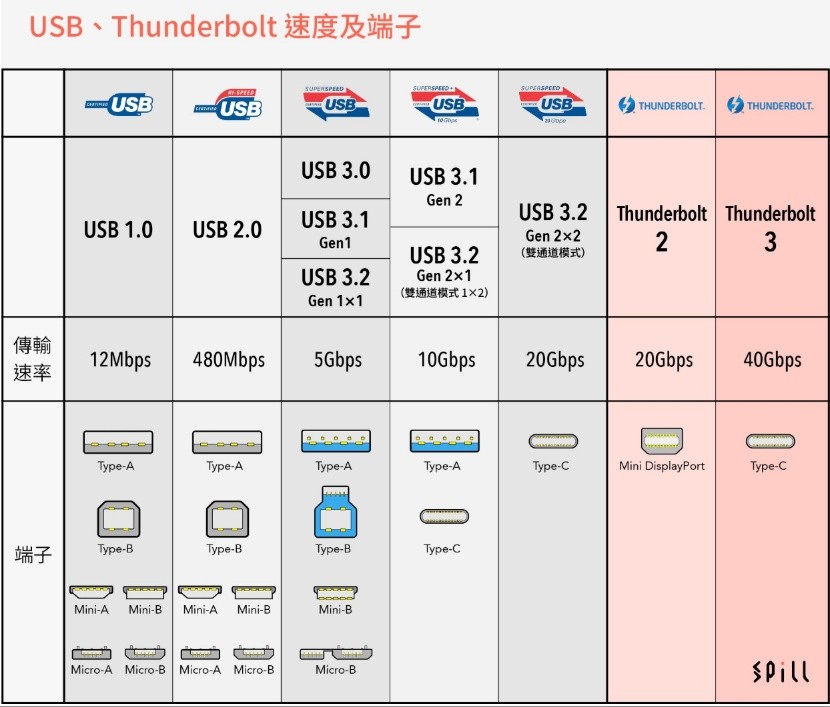 USB、Thunderbolt 速度及端子
CERTIFIED USB
HI-SPEED
CERTIFIED USB
SUPERSPEED
CERTIFIED USB
SUPERSPEED+
CERTIFIED USB
10Gbps
SUPERSPEED
CERTIFIED USB
THUNDERBOLT.
THUNDERBOLT.
USB 1.0
USB 2.0
USB 3.0
USB 3.1
Gen1
USB 3.2
Gen 1×1
USB 3.1
Gen 2
USB 3.2
Gen 2×1
(雙通道模式 1×2)
USB 3.2
Gen 2×2
(雙通道模式)
Thunderbolt
2
Thunderbolt
3
傳輸
速率
12Mbps
480Mbps
5Gbps
10Gbps
20Gbps
20Gbps
40Gbps
端子
Type-A
Type-B
Mini-A Mini-B
Micro-A Micro-B
Type-A
Type-B
Mini-A Mini-B
Micro-A Micro-B
Type-A
Type-B
Mini-B
Micro-B
Type-A
Type-C
Type-C
Mini DisplayPort
Type-C
SPiLL